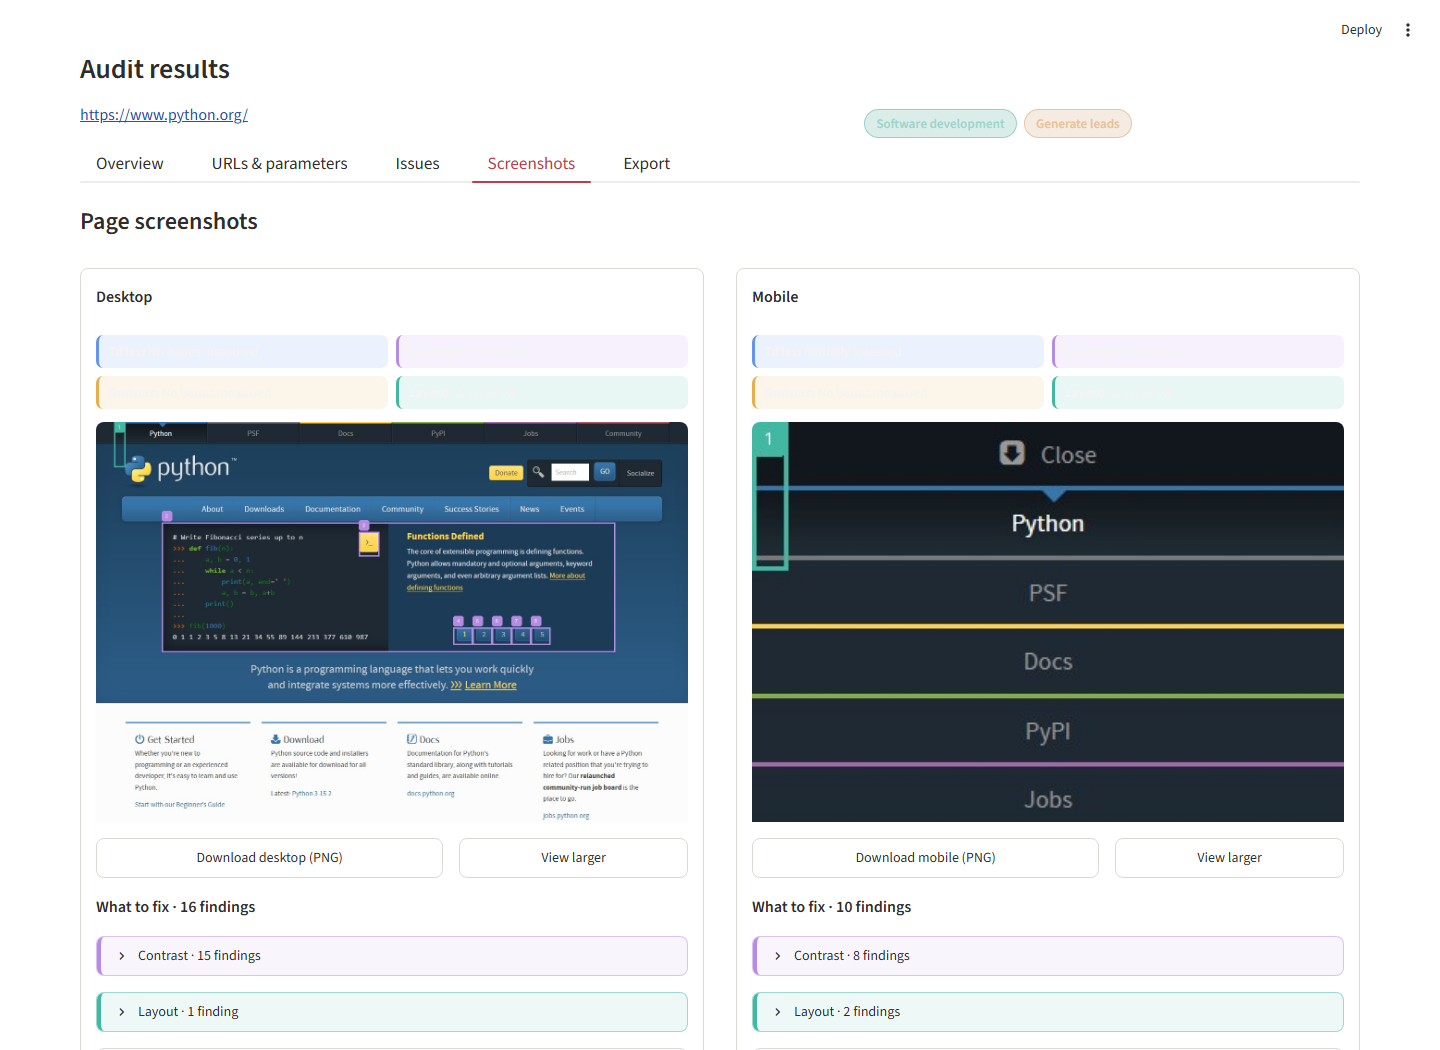 Deploy
Audit results
https://www.python.org/
Software development
Generate leads
Overview
URLs & parameters
Issues
Screenshots
Export
Page screenshots
Desktop
Python
PSF
Docs
PyPI
Jobs
Community
python™
Donate
Search
GO
Socialize
About
Downloads
Documentation
Community
Success Stories
News
Events
# Write Fibonacci series up to n
>>> def fib(n):
... a, b = 0, 1
... while a < n:
... print(a, end=' ')
... a, b = b, a+b
... print()
...
>>> fib(1000)
0 1 1 2 3 5 8 13 21 34 55 89 144 233 377 610 987
>_
Functions Defined
The core of extensible programming is defining functions.
Python allows mandatory and optional arguments, keyword
arguments, and even arbitrary argument lists. More about
defining functions
1 2 3 4 5
Python is a programming language that lets you work quickly
and integrate systems more effectively. >>> Learn More
Get Started
Whether you're new to
programming or an experienced
developer, it's easy to learn and use
Python.
Start with our Beginner's Guide
Download
Python source code and installers
are available for download for all
versions!
Latest: Python 3.15.2
Docs
Documentation for Python's
standard library, along with tutorials
and guides, are available online.
docs.python.org
Jobs
Looking for work or have a Python
related position that you're trying to
hire for? Our relaunched
community-run job board is the
place to go.
jobs.python.org
Download desktop (PNG)
View larger
What to fix · 16 findings
Contrast · 15 findings
Layout · 1 finding
Mobile
1
Close
Python
PSF
Docs
PyPI
Jobs
Download mobile (PNG)
View larger
What to fix · 10 findings
Contrast · 8 findings
Layout · 2 findings